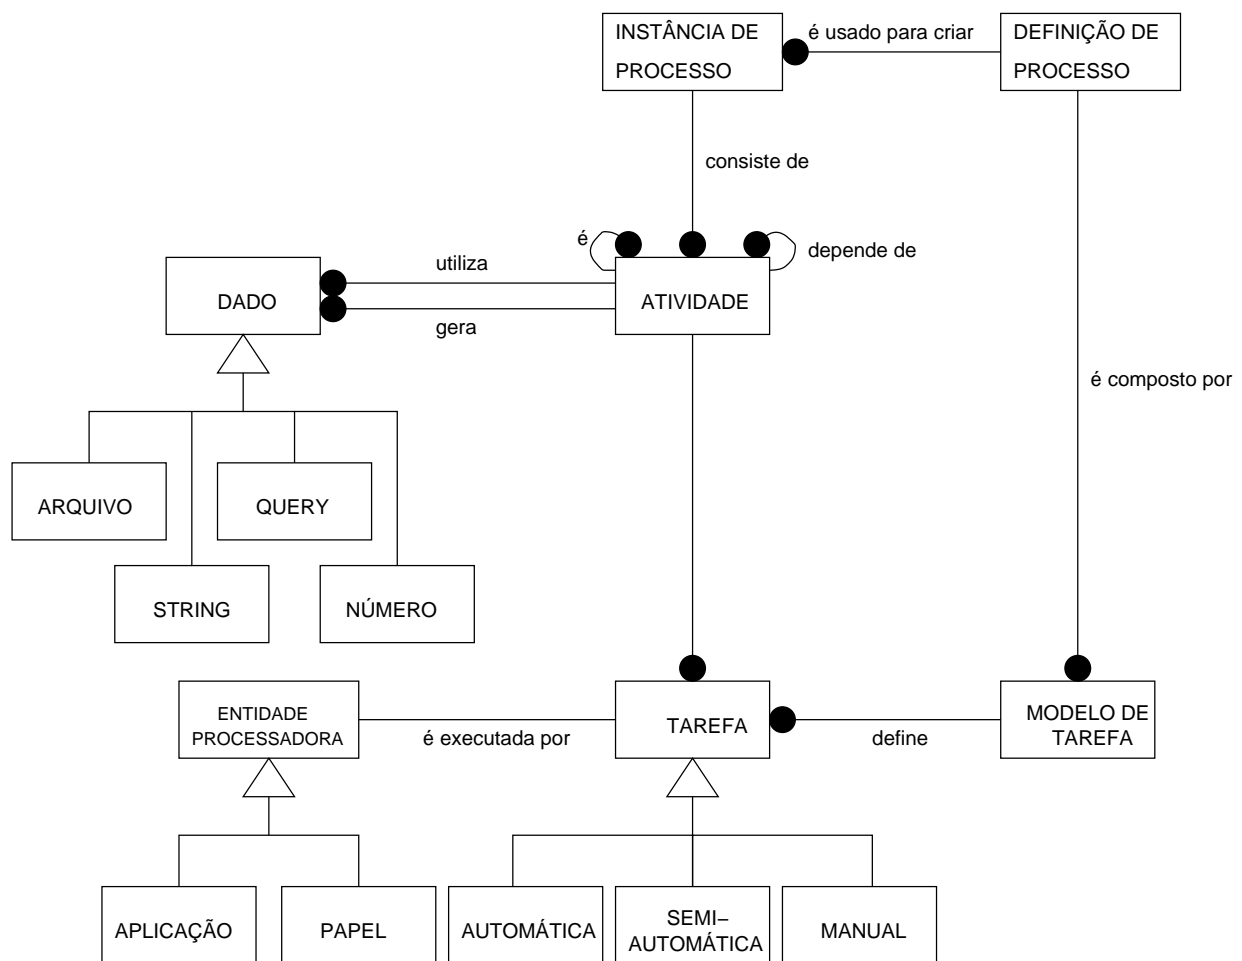 INSTÂNCIA DE
PROCESSO
é usado para criar
DEFINIÇÃO DE
PROCESSO
consiste de
é
depende de
utiliza
DADO
ATIVIDADE
gera
é composto por
ARQUIVO
QUERY
STRING
NÚMERO
ENTIDADE
PROCESSADORA
é executada por
TAREFA
define
MODELO DE
TAREFA
APLICAÇÃO
PAPEL
AUTOMÁTICA
SEMI−
AUTOMÁTICA
MANUAL